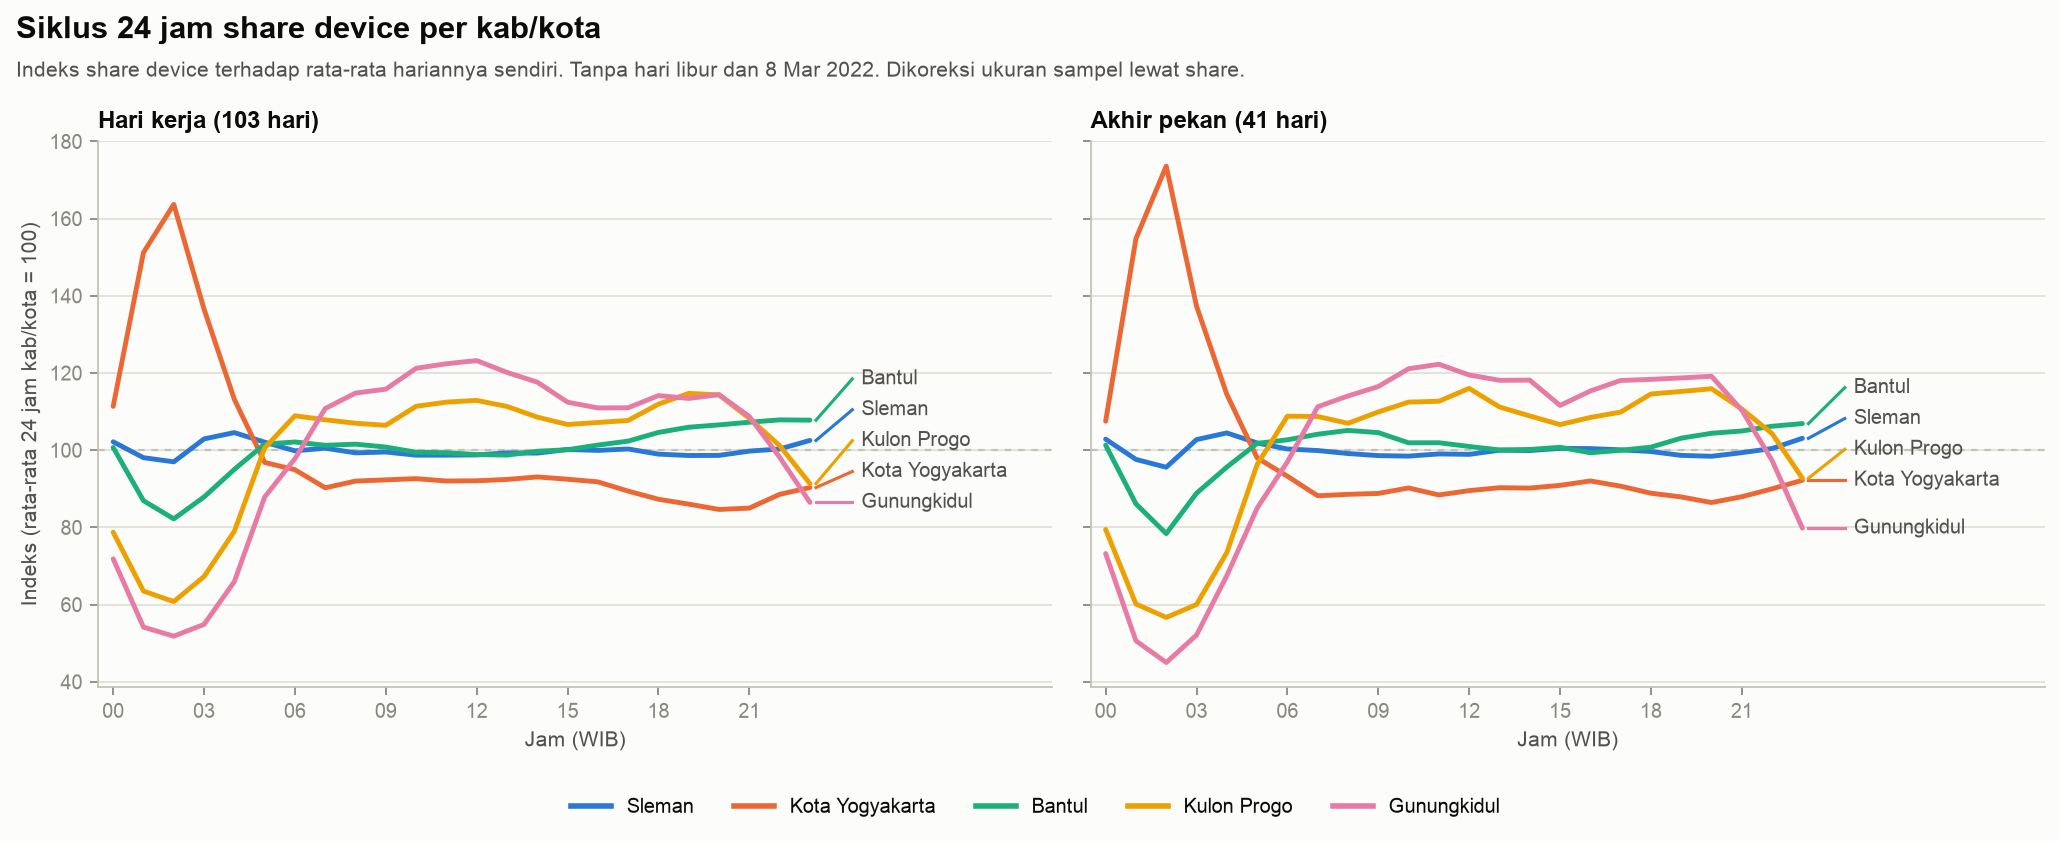 Siklus 24 jam share device per kab/kota
Indeks share device terhadap rata-rata hariannya sendiri. Tanpa hari libur dan 8 Mar 2022. Dikoreksi ukuran sampel lewat share.
Hari kerja (103 hari)
Indeks (rata-rata 24 jam kab/kota = 100)
180
160
140
120
100
80
60
40
00 03 06 09 12 15 18 21
Jam (WIB)
Bantul
Sleman
Kulon Progo
Kota Yogyakarta
Gunungkidul
Akhir pekan (41 hari)
00 03 06 09 12 15 18 21
Jam (WIB)
Bantul
Sleman
Kulon Progo
Kota Yogyakarta
Gunungkidul
Sleman Kota Yogyakarta Bantul Kulon Progo Gunungkidul